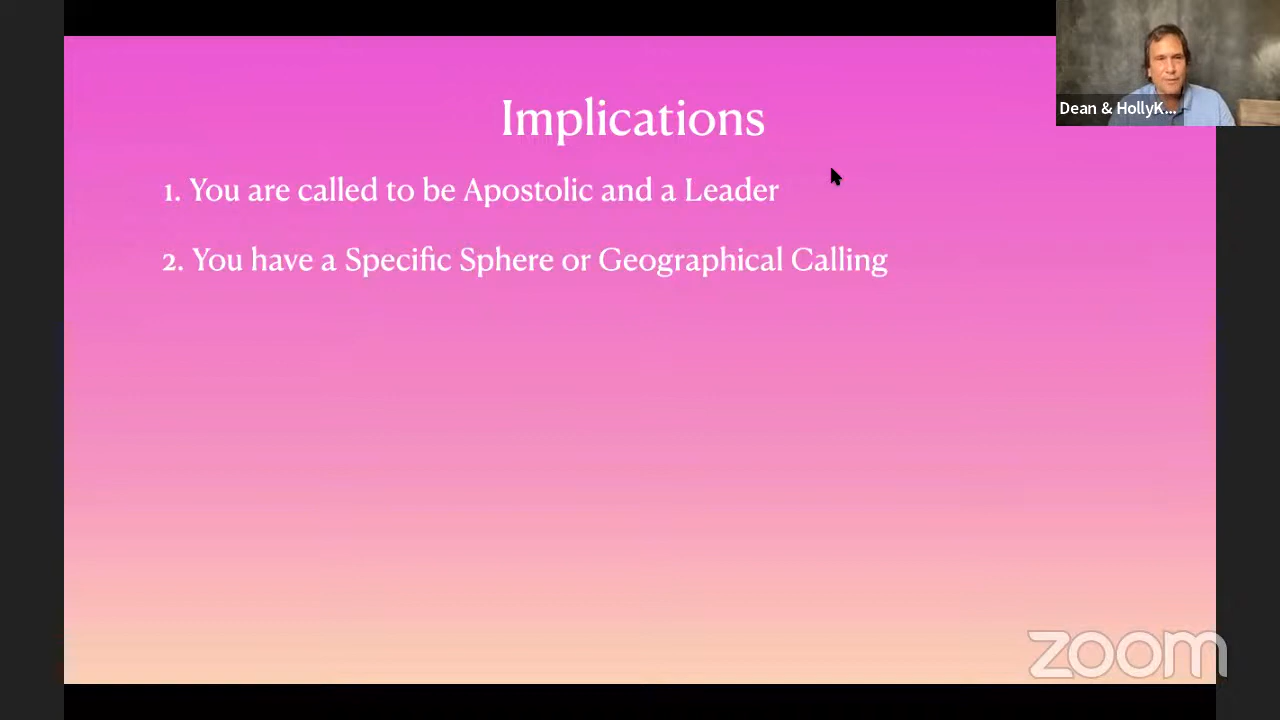 Implications
1. You are called to be Apostolic and a Leader
2. You have a Specific Sphere or Geographical Calling
Dean & HollyK...
zoom